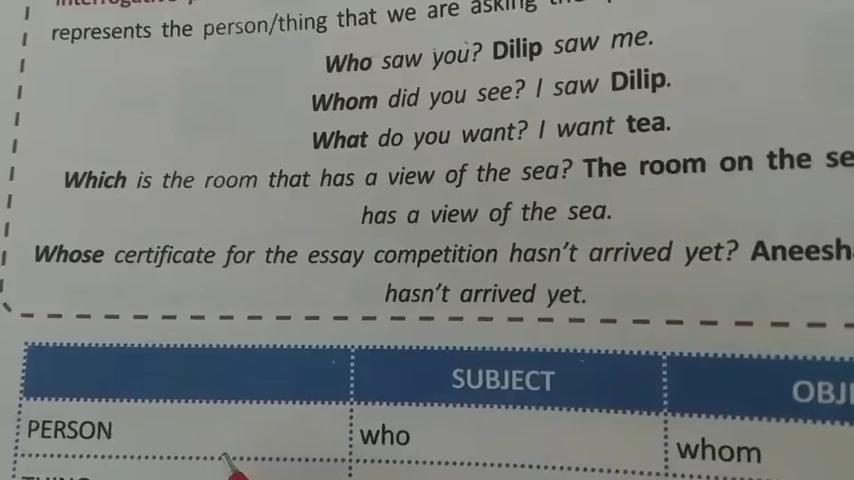 represents the person/thing that we are asking
Who saw you? Dilip saw me.
Whom did you see? I saw Dilip.
What do you want? I want tea.
Which is the room that has a view of the sea? The room on the
has a view of the sea.
Whose certificate for the essay competition hasn't arrived yet?
hasn't arrived yet.
SUBJECT
PERSON who whom